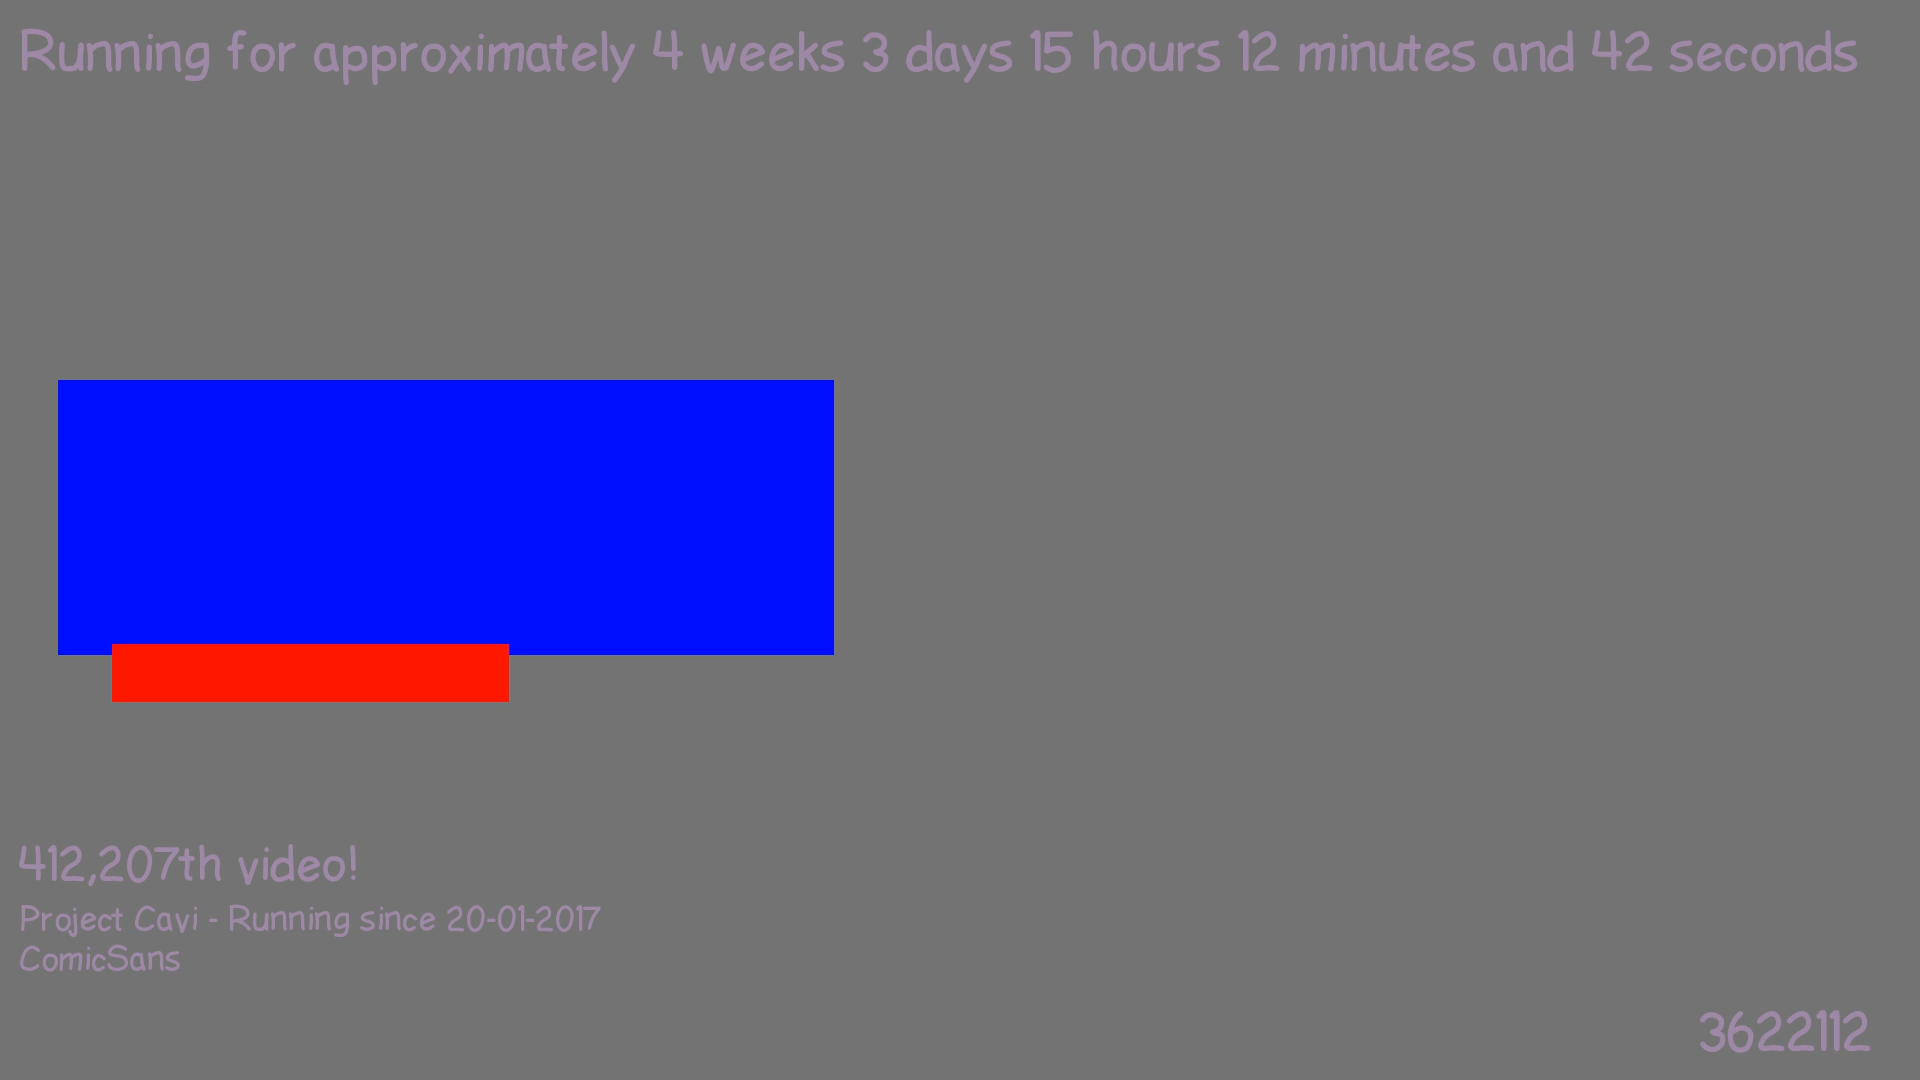 Running for approximately 4 weeks 3 days 15 hours 12 minutes and 42 seconds
412,207th video!
Project Cavi - Running since 20-01-2017
ComicSans
3622112